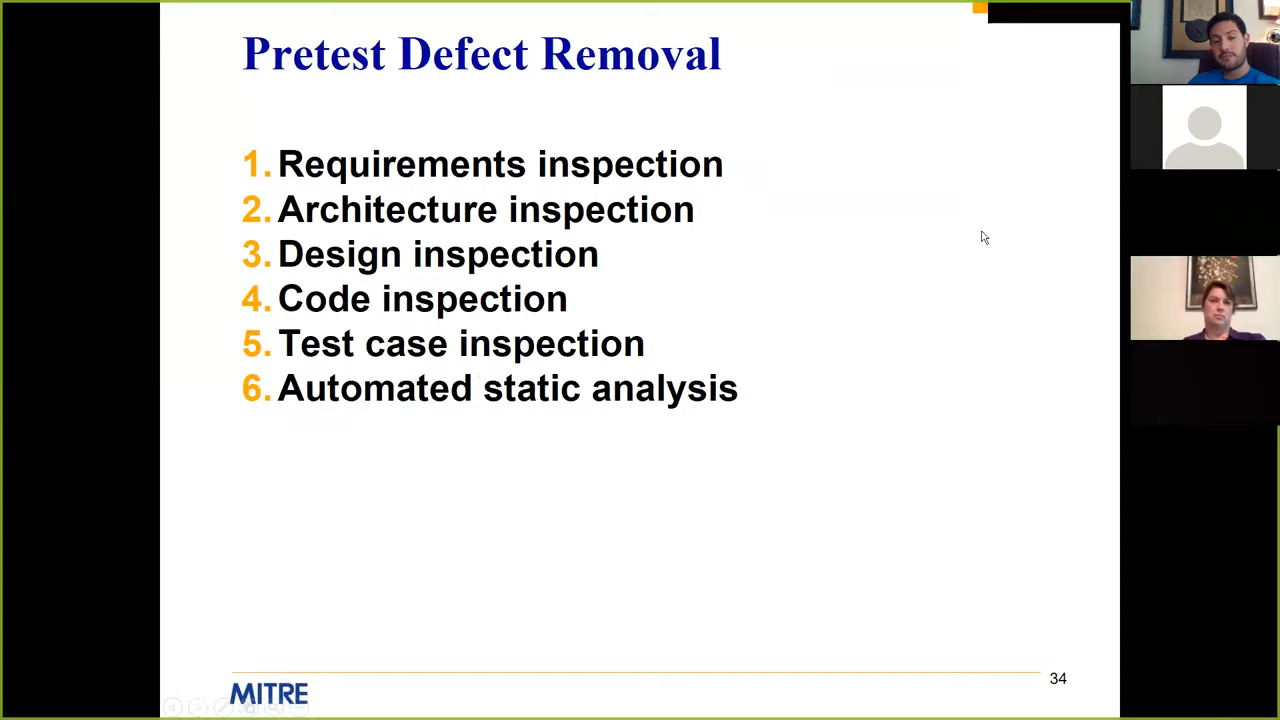 Pretest Defect Removal
1. Requirements inspection
2. Architecture inspection
3. Design inspection
4. Code inspection
5. Test case inspection
6. Automated static analysis
MITRE
34